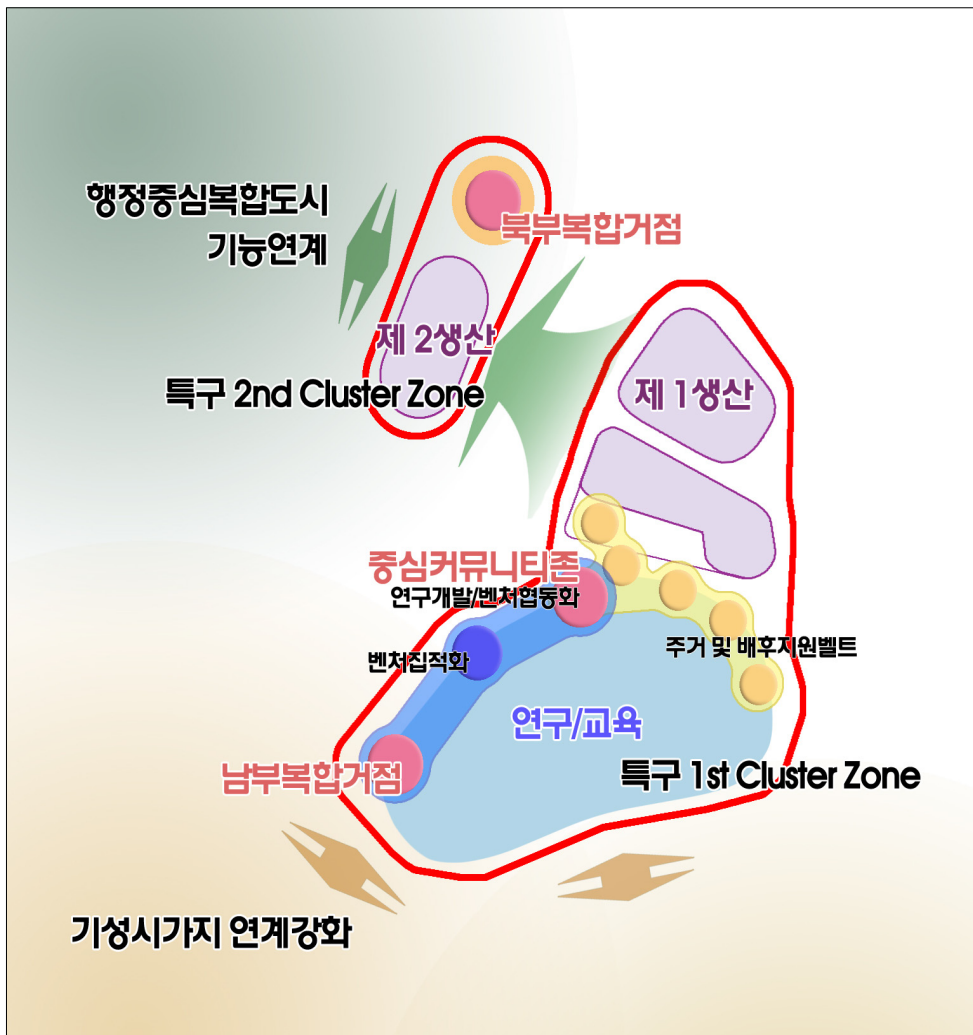 행정중심복합도시
기능연계
북부복합거점
제 2생산
특구 2nd Cluster Zone
제 1생산
중심커뮤니티존
연구개발/벤처협동화
벤처집적화
주거 및 배후지원벨트
연구/교육
남부복합거점
특구 1st Cluster Zone
기성시가지 연계강화